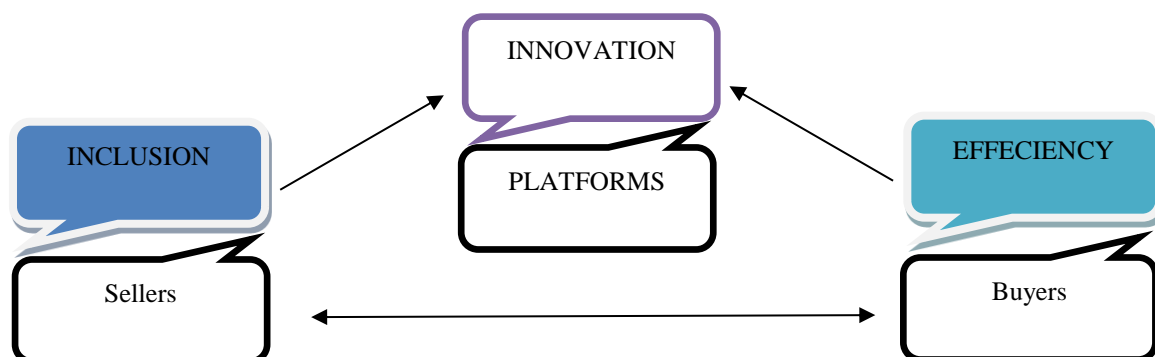 INNOVATION
INCLUSION
EFFECIENCY
PLATFORMS
Sellers
Buyers